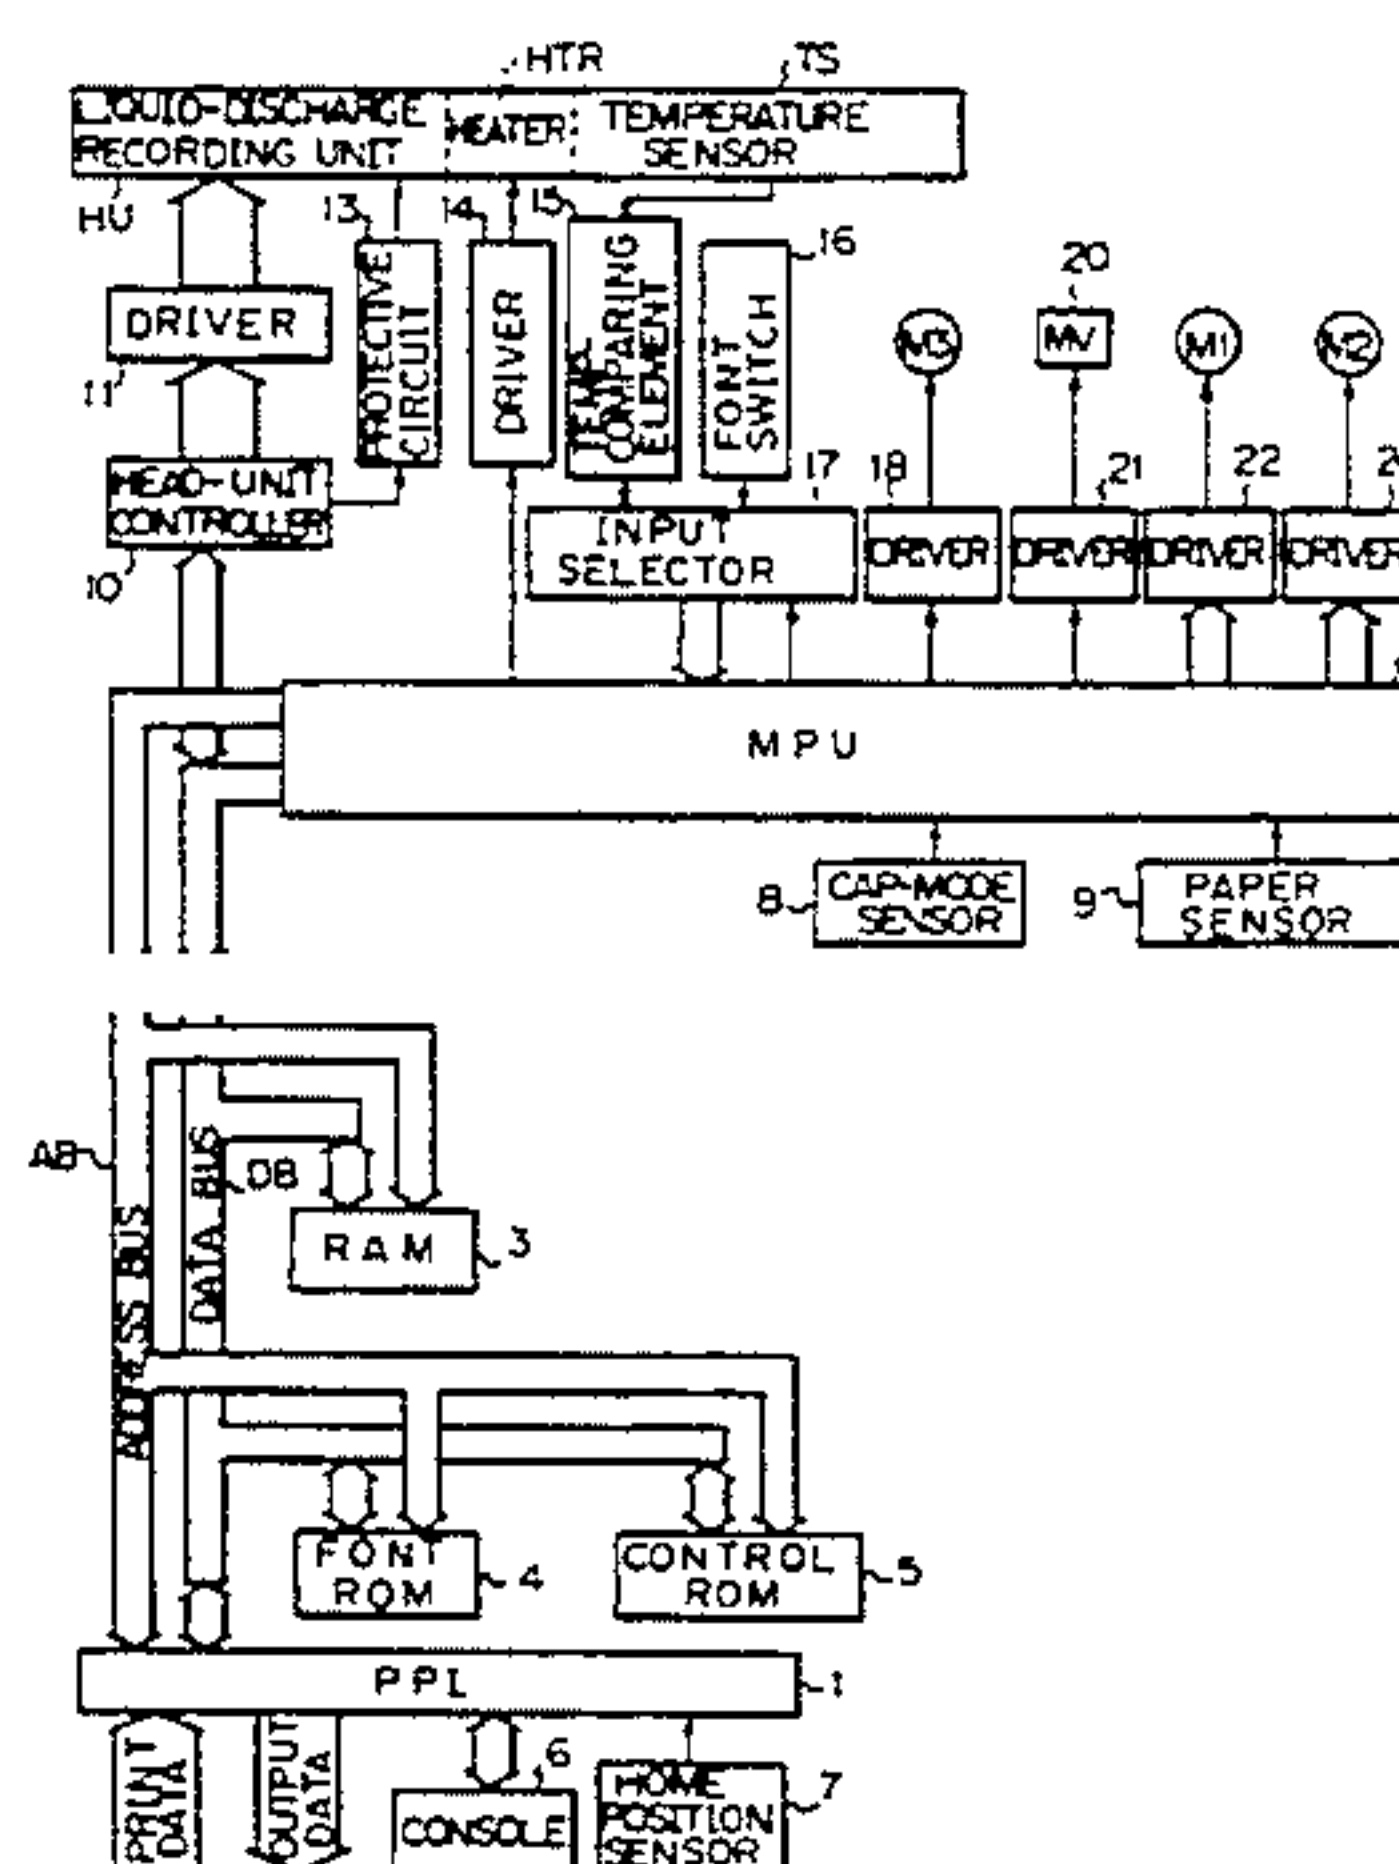 HTR
TS
LIQUID-DISCHARGE
RECORDING UNIT
HEATER
TEMPERATURE
SENSOR
HU
13
14
15
16
DRIVER
11
PROTECTIVE
CIRCUIT
DRIVER
TEMP.
COMPARING
ELEMENT
FONT
SWITCH
20
M3
MV
M1
M2
HEAD-UNIT
CONTROLLER
10
17
18
21
22
INPUT
SELECTOR
DRIVER
DRIVER
DRIVER
DRIVER
MPU
8
CAP-MODE
SENSOR
9
PAPER
SENSOR
AB
ADDRESS BUS
DATA BUS
DB
RAM
3
FONT
ROM
4
CONTROL
ROM
5
PPI
1
PRINT
DATA
OUTPUT
DATA
6
CONSOLE
HOME
POSITION
SENSOR
7